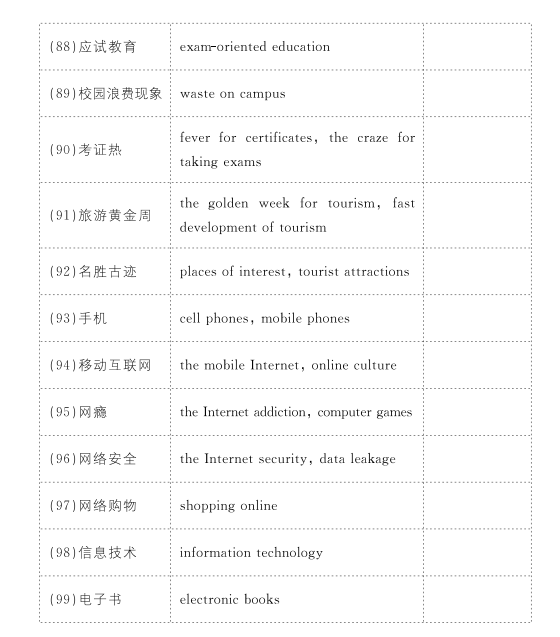 (88)应试教育 exam-oriented education
(89)校园浪费现象 waste on campus
(90)考证热 fever for certificates, the craze for
taking exams
(91)旅游黄金周 the golden week for tourism, fast
development of tourism
(92)名胜古迹 places of interest, tourist attractions
(93)手机 cell phones, mobile phones
(94)移动互联网 the mobile Internet, online culture
(95)网瘾 the Internet addiction, computer games
(96)网络安全 the Internet security, data leakage
(97)网络购物 shopping online
(98)信息技术 information technology
(99)电子书 electronic books